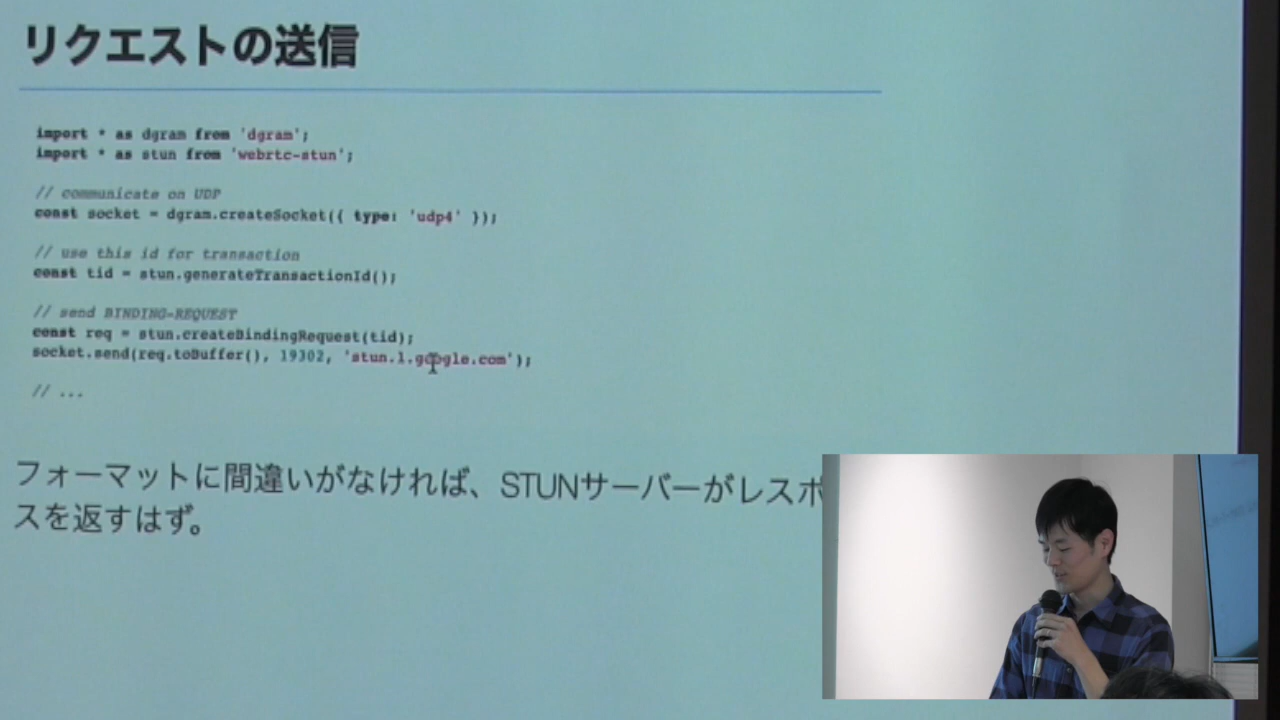 リクエストの送信
import * as dgram from 'dgram';
import * as stun from 'webrtc-stun';
// communicate on UDP
const socket = dgram.createSocket({ type: 'udp4' });
// use this id for transaction
const tid = stun.generateTransactionId();
// send BINDING-REQUEST
const req = stun.createBindingRequest(tid);
socket.send(req.toBuffer(), 19302, 'stun.l.google.com');
// ...
フォーマットに間違いがなければ、STUNサーバーがレスポ
スを返すはず。